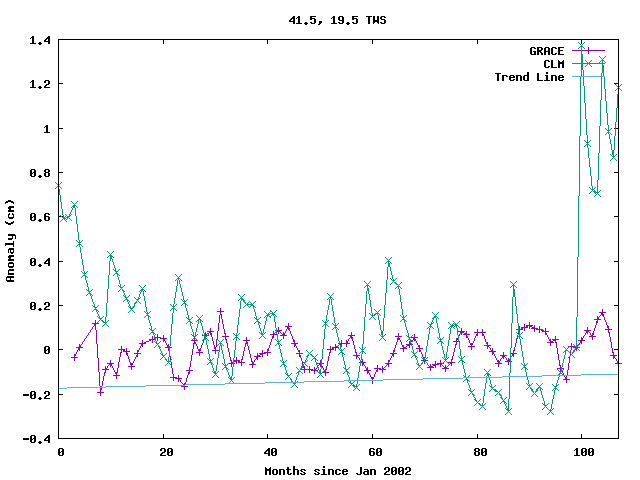 41.5, 19.5 TWS
GRACE
CLM
Trend Line
Anomaly (cm)
1.4
1.2
1
0.8
0.6
0.4
0.2
0
-0.2
-0.4
0 20 40 60 80 100
Months since Jan 2002